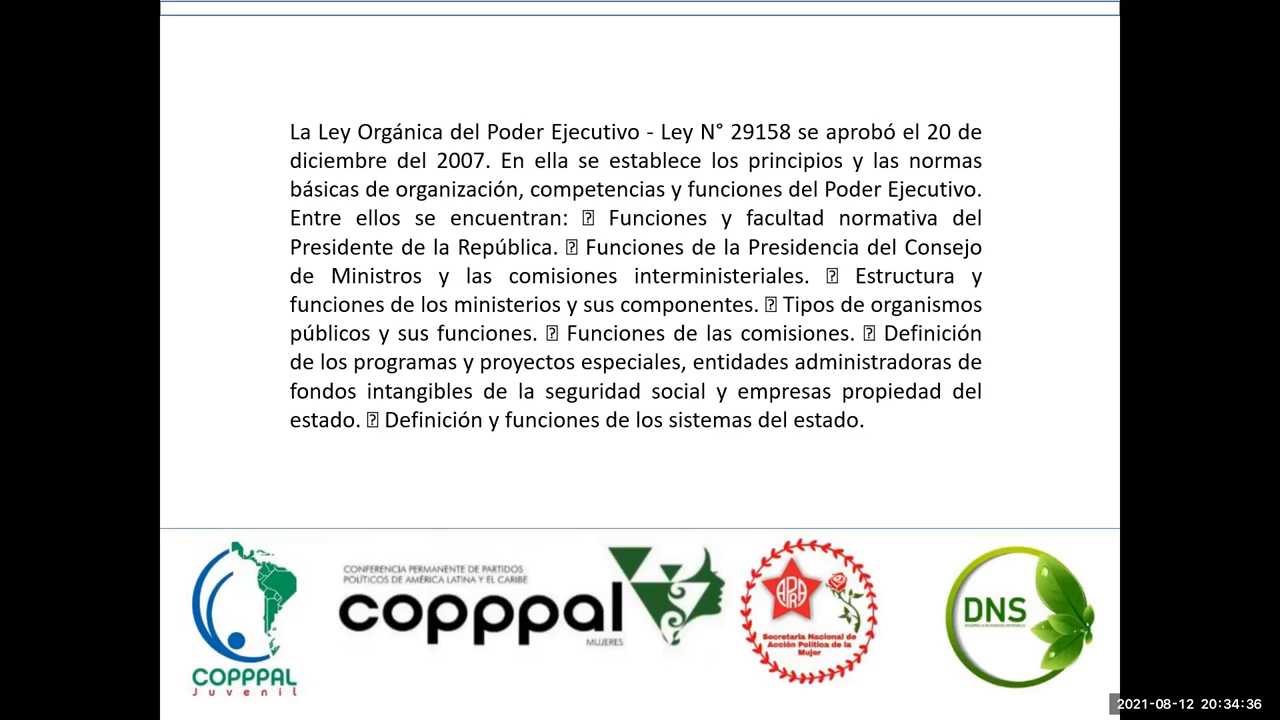 La Ley Orgánica del Poder Ejecutivo - Ley N° 29158 se aprobó el 20 de
diciembre del 2007. En ella se establece los principios y las normas
básicas de organización, competencias y funciones del Poder Ejecutivo.
Entre ellos se encuentran: ⍰ Funciones y facultad normativa del
Presidente de la República. ⍰ Funciones de la Presidencia del Consejo
de Ministros y las comisiones interministeriales. ⍰ Estructura y
funciones de los ministerios y sus componentes. ⍰ Tipos de organismos
públicos y sus funciones. ⍰ Funciones de las comisiones. ⍰ Definición
de los programas y proyectos especiales, entidades administradoras de
fondos intangibles de la seguridad social y empresas propiedad del
estado. ⍰ Definición y funciones de los sistemas del estado.
COPPPAL
Juvenil
CONFERENCIA PERMANENTE DE PARTIDOS
POLÍTICOS DE AMÉRICA LATINA Y EL CARIBE
copppal
MUJERES
APRA
Secretaria Nacional de
Acción Política de la
Mujer
DNS
2021-08-12 20:34:36